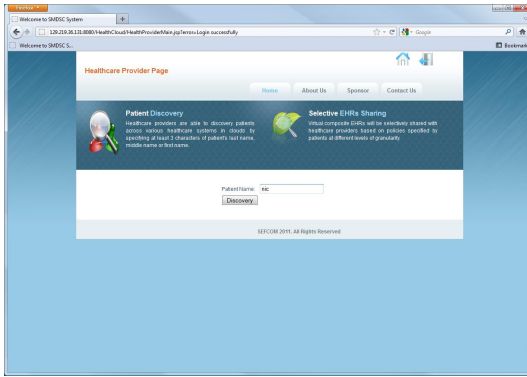 Firefox
Welcome to SMDSC System
129.219.36.131:8080/HealthCloud/HealthProviderMain.jsp?error=Login successfully
Google
Welcome to SMDSC S...
Bookmark
Healthcare Provider Page
Home
About Us
Sponsor
Contact Us
Patient Discovery
Healthcare providers are able to discovery patients
across various healthcare systems in clouds by
specifying at least 3 characters of patient's last name,
middle name or first name.
Selective EHRs Sharing
Virtual composite EHRs will be selectively shared with
healthcare providers based on policies specified by
patients at different levels of granularity.
Patient Name: nic
Discovery
SEFCOM 2011. All Rights Reserved